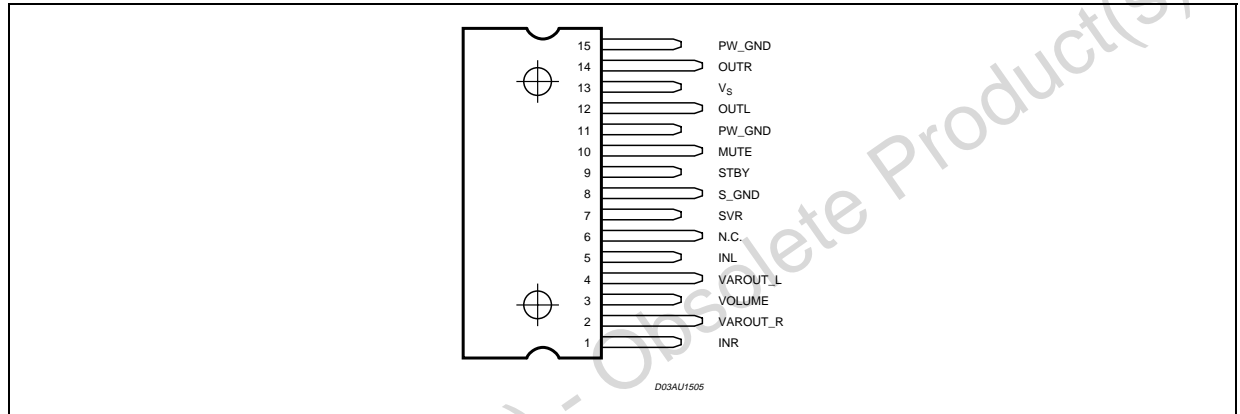 15 PW_GND
14 OUTR
13 VS
12 OUTL
11 PW_GND
10 MUTE
9 STBY
8 S_GND
7 SVR
6 N.C.
5 INL
4 VAROUT_L
3 VOLUME
2 VAROUT_R
1 INR
D03AU1505
) - Obsolete Product(s)